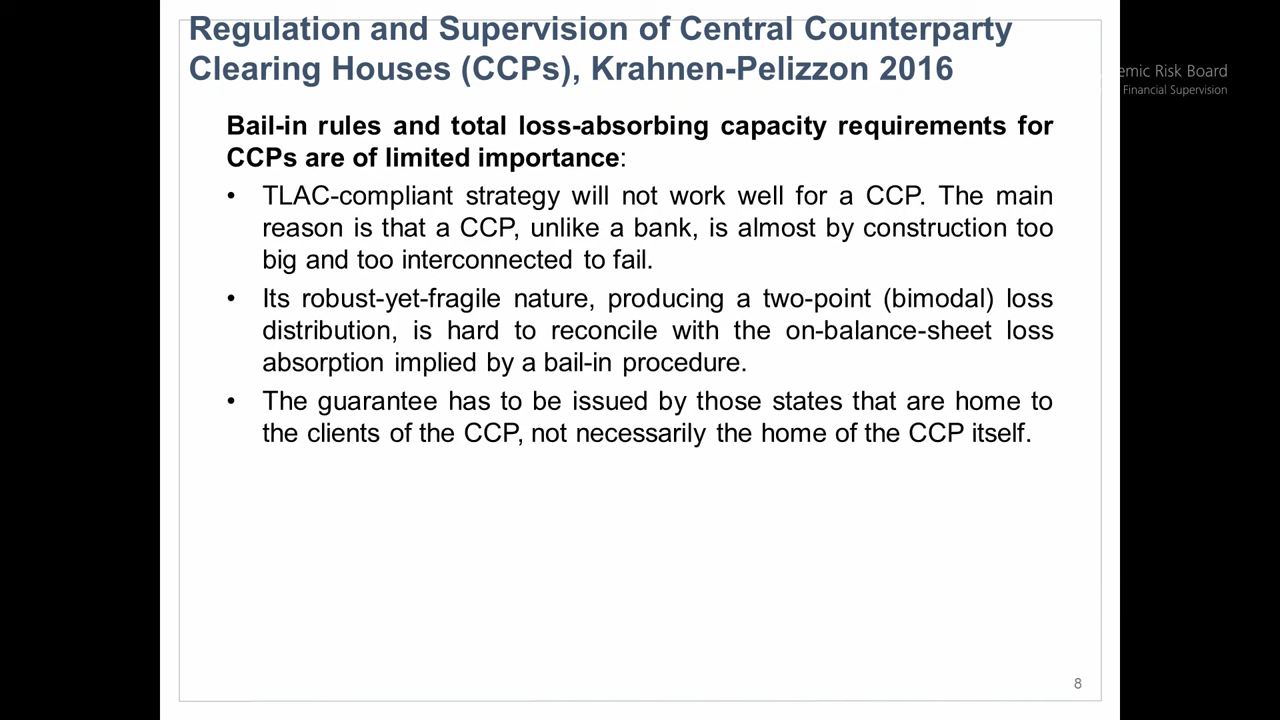 Regulation and Supervision of Central Counterparty
Clearing Houses (CCPs), Krahnen-Pelizzon 2016
emic Risk Board
Financial Supervision
Bail-in rules and total loss-absorbing capacity requirements for
CCPs are of limited importance:
• TLAC-compliant strategy will not work well for a CCP. The main
reason is that a CCP, unlike a bank, is almost by construction too
big and too interconnected to fail.
• Its robust-yet-fragile nature, producing a two-point (bimodal) loss
distribution, is hard to reconcile with the on-balance-sheet loss
absorption implied by a bail-in procedure.
• The guarantee has to be issued by those states that are home to
the clients of the CCP, not necessarily the home of the CCP itself.
8